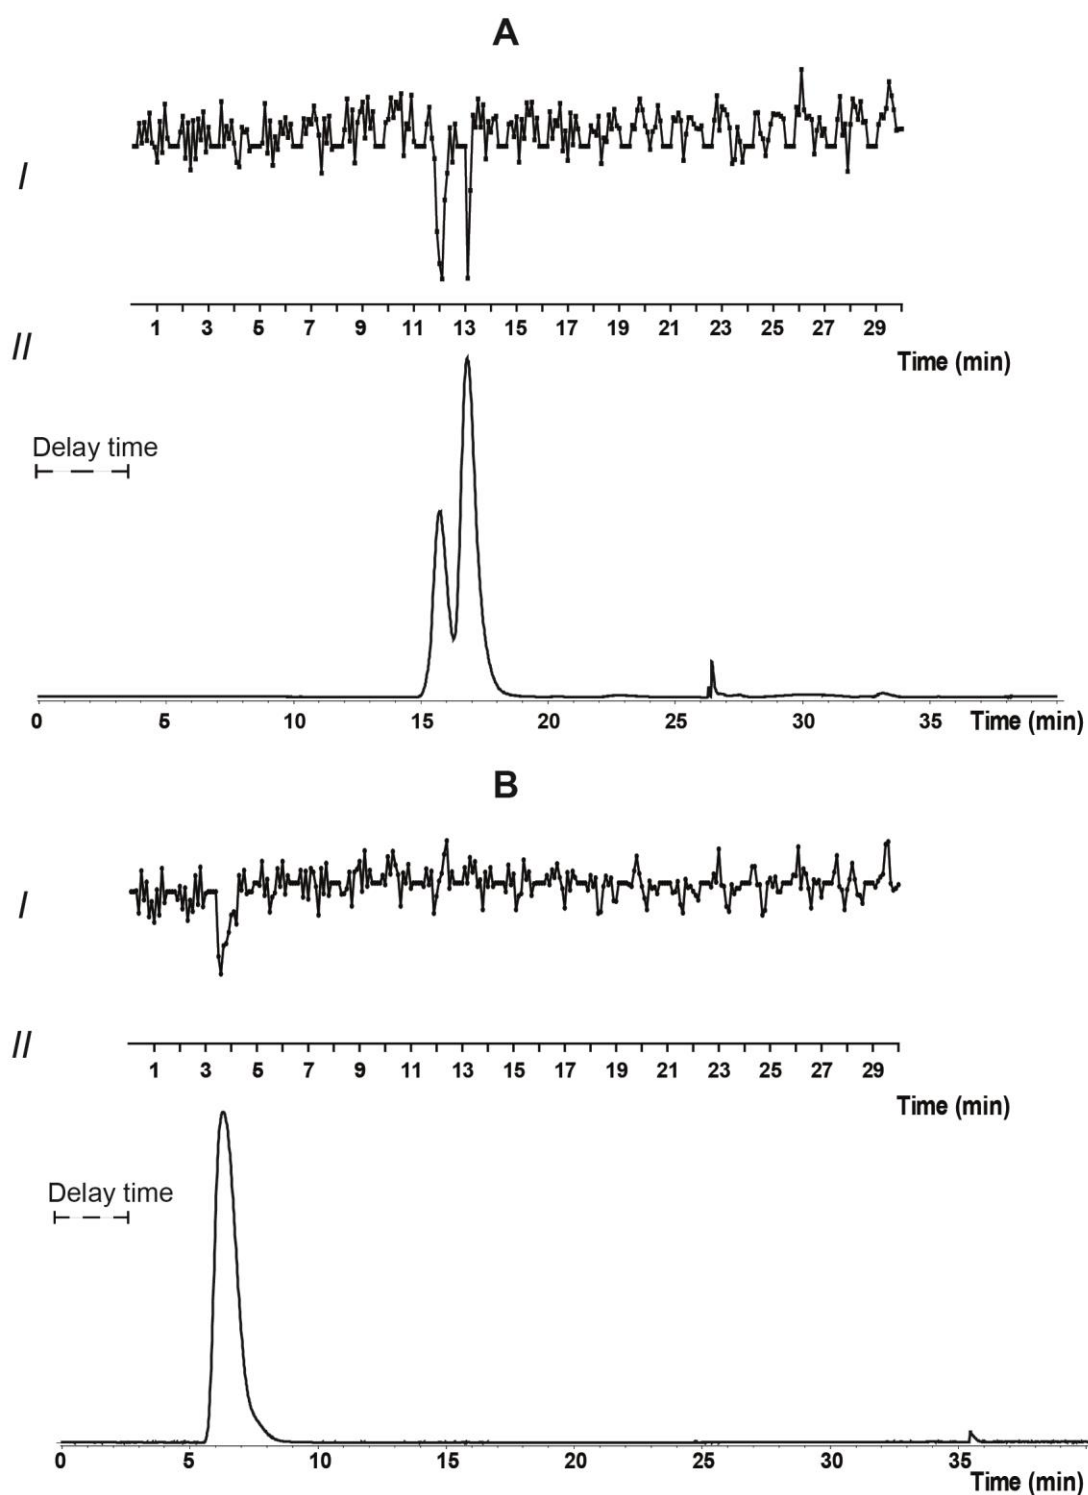 A
I
1 3 5 7 9 11 13 15 17 19 21 23 25 27 29
II
Time (min)
Delay time
0 5 10 15 20 25 30 35 Time (min)
B
I
II
1 3 5 7 9 11 13 15 17 19 21 23 25 27 29
Time (min)
Delay time
0 5 10 15 20 25 30 35
Time (min)